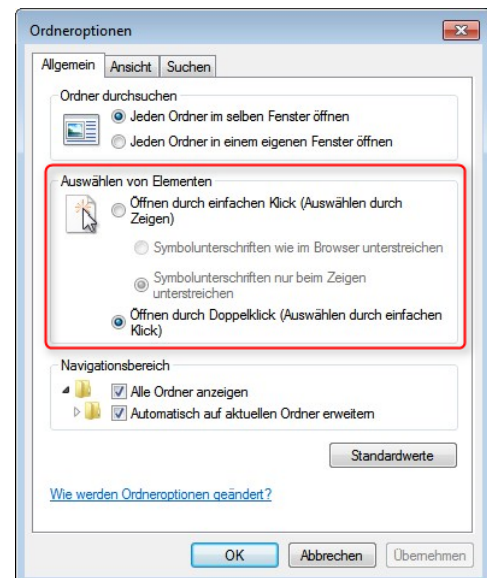 Ordneroptionen
Allgemein Ansicht Suchen
Ordner durchsuchen
Jeden Ordner im selben Fenster öffnen
Jeden Ordner in einem eigenen Fenster öffnen
Auswählen von Elementen
Öffnen durch einfachen Klick (Auswählen durch
Zeigen)
Symbolunterschriften wie im Browser unterstreichen
Symbolunterschriften nur beim Zeigen
unterstreichen
Öffnen durch Doppelklick (Auswählen durch einfachen
Klick)
Navigationsbereich
Alle Ordner anzeigen
Automatisch auf aktuellen Ordner erweitern
Standardwerte
Wie werden Ordneroptionen geändert?
OK Abbrechen Übernehmen